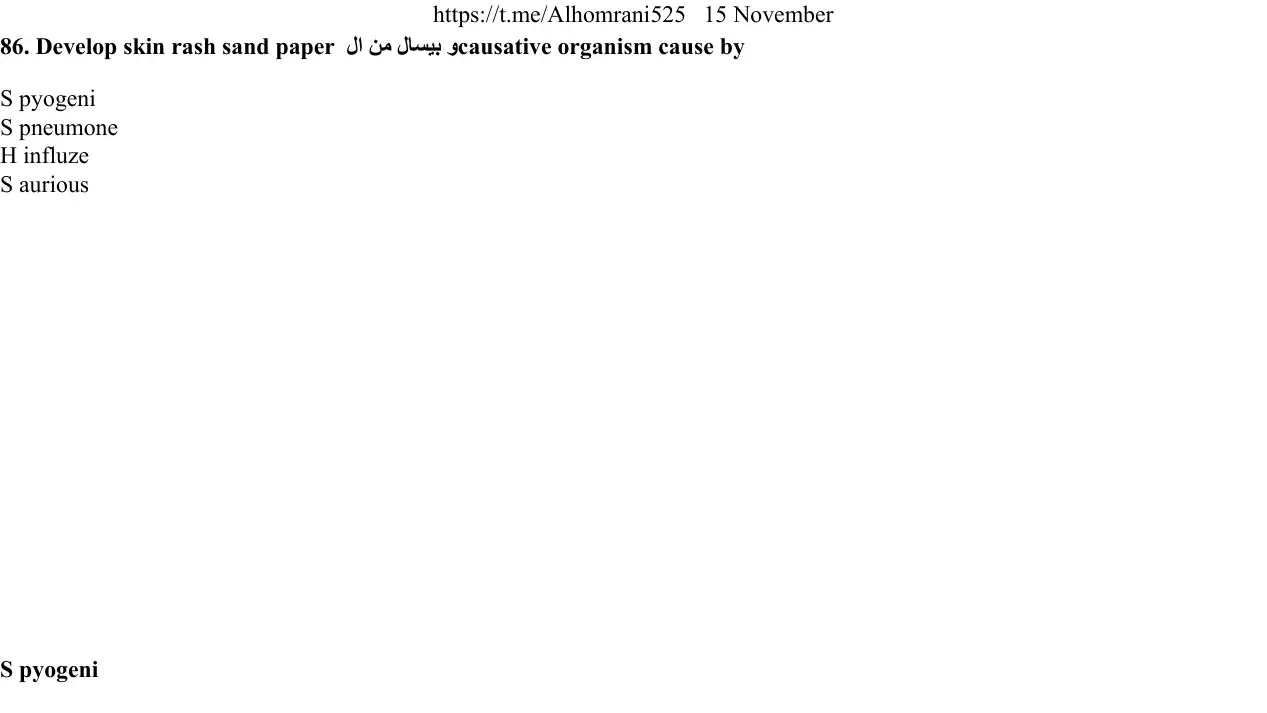 https://t.me/Alhomrani525 15 November
86. Develop skin rash sand paper و بيسال من ال causative organism cause by
S pyogeni
S pneumone
H influze
S aurious
S pyogeni